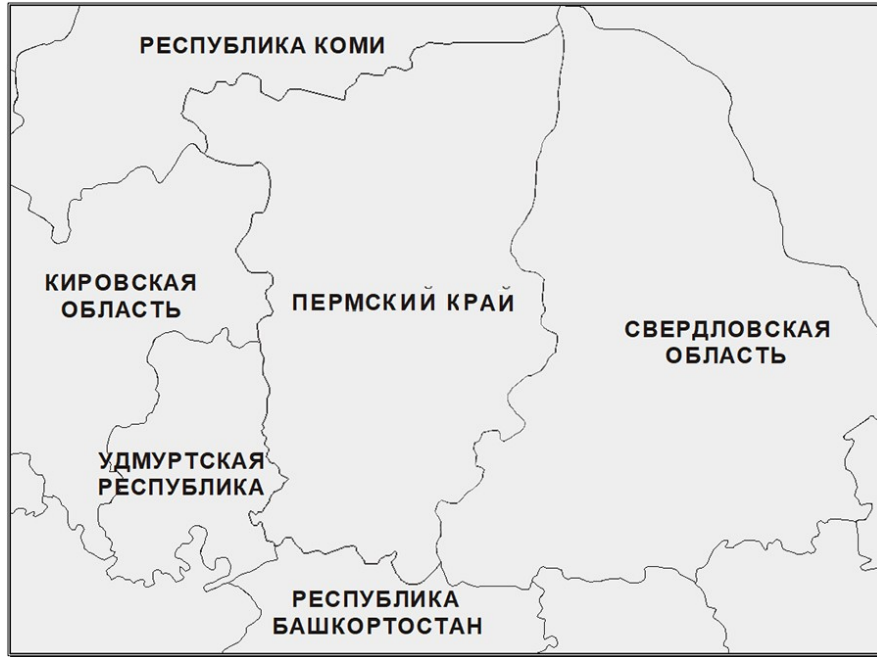 РЕСПУБЛИКА КОМИ
КИРОВСКАЯ
ОБЛАСТЬ
ПЕРМСКИЙ КРАЙ
СВЕРДЛОВСКАЯ
ОБЛАСТЬ
УДМУРТСКАЯ
РЕСПУБЛИКА
РЕСПУБЛИКА
БАШКОРТОСТАН